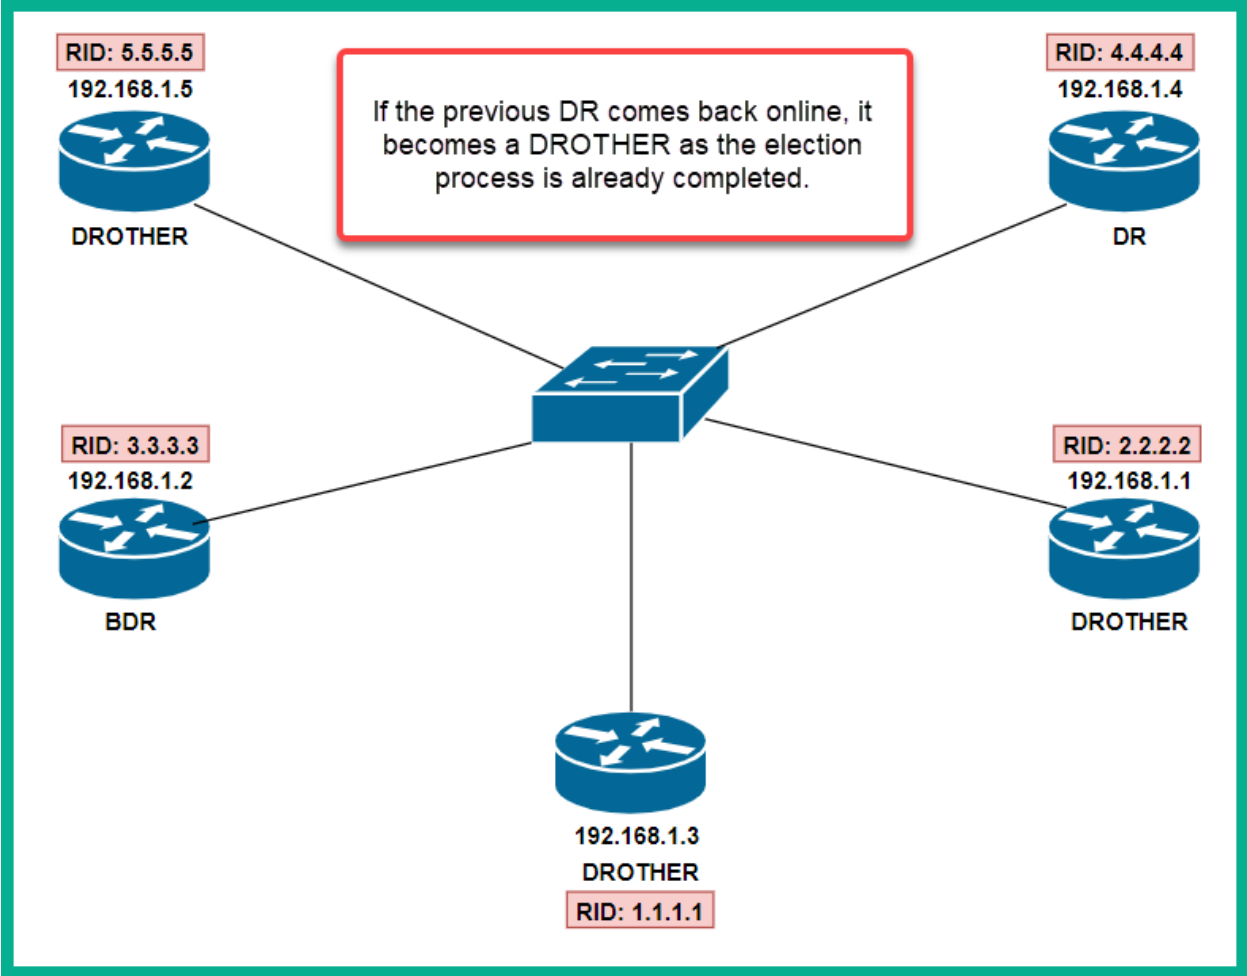 RID: 5.5.5.5
192.168.1.5
DROTHER
If the previous DR comes back online, it
becomes a DROTHER as the election
process is already completed.
RID: 4.4.4.4
192.168.1.4
DR
RID: 3.3.3.3
192.168.1.2
BDR
RID: 2.2.2.2
192.168.1.1
DROTHER
192.168.1.3
DROTHER
RID: 1.1.1.1